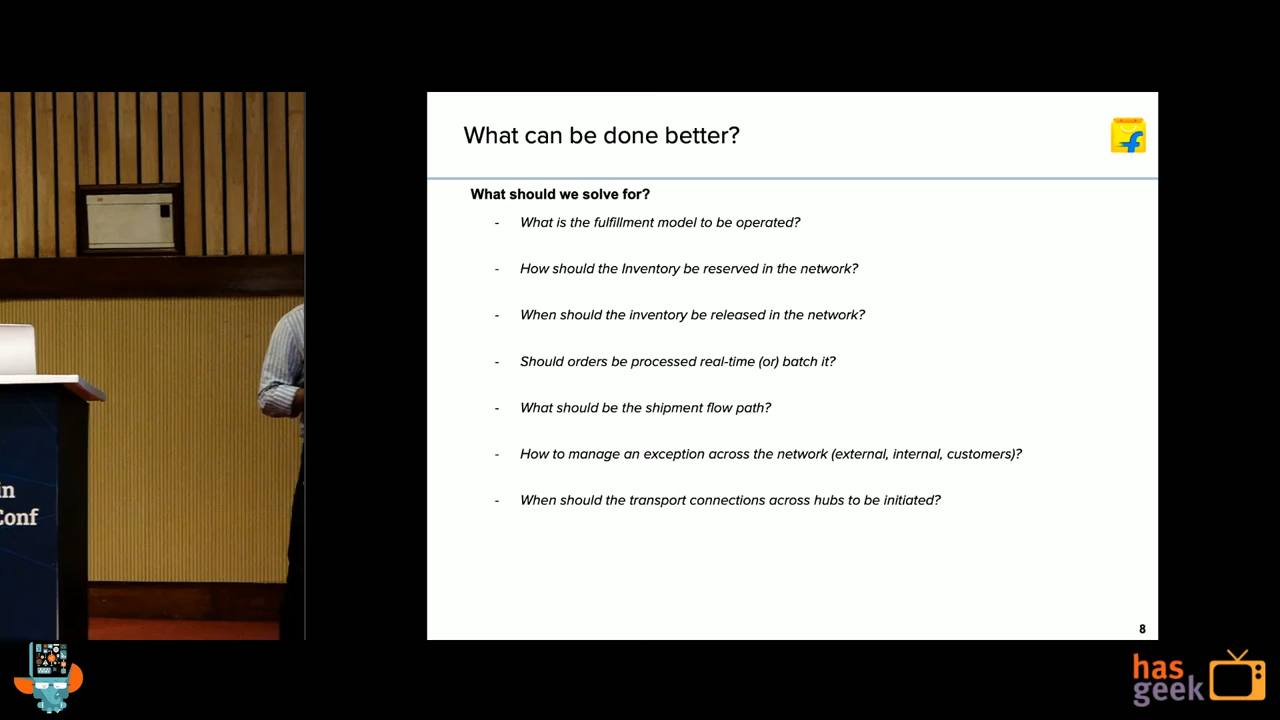 What can be done better?
What should we solve for?
- What is the fulfillment model to be operated?
- How should the Inventory be reserved in the network?
- When should the inventory be released in the network?
- Should orders be processed real-time (or) batch it?
- What should be the shipment flow path?
- How to manage an exception across the network (external, internal, customers)?
- When should the transport connections across hubs to be initiated?
8
in
Conf
has
geek